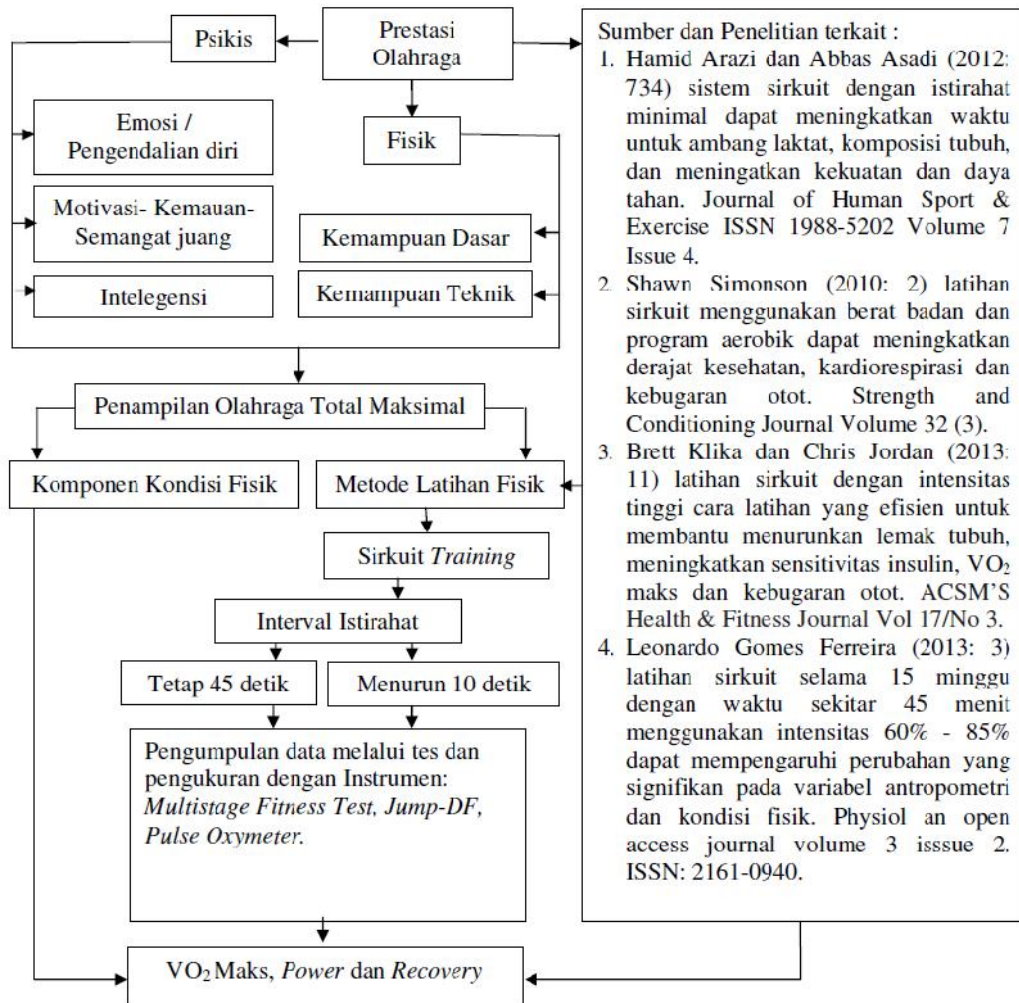 Psikis
Prestasi
Olahraga
Fisik
Emosi /
Pengendalian diri
Motivasi- Kemauan-
Semangat juang
Intelegensi
Kemampuan Dasar
Kemampuan Teknik
Penampilan Olahraga Total Maksimal
Komponen Kondisi Fisik
Metode Latihan Fisik
Sirkuit Training
Interval Istirahat
Tetap 45 detik
Menurun 10 detik
Pengumpulan data melalui tes dan
pengukuran dengan Instrumen:
Multistage Fitness Test, Jump-DF,
Pulse Oxymeter.
VO2 Maks, Power dan Recovery
Sumber dan Penelitian terkait :
1. Hamid Arazi dan Abbas Asadi (2012:
734) sistem sirkuit dengan istirahat
minimal dapat meningkatkan waktu
untuk ambang laktat, komposisi tubuh,
dan meningatkan kekuatan dan daya
tahan. Journal of Human Sport &
Exercise ISSN 1988-5202 Volume 7
Issue 4.
2. Shawn Simonson (2010: 2) latihan
sirkuit menggunakan berat badan dan
program aerobik dapat meningkatkan
derajat kesehatan, kardiorespirasi dan
kebugaran otot. Strength and
Conditioning Journal Volume 32 (3).
3. Brett Klika dan Chris Jordan (2013:
11) latihan sirkuit dengan intensitas
tinggi cara latihan yang efisien untuk
membantu menurunkan lemak tubuh,
meningkatkan sensitivitas insulin, VO2
maks dan kebugaran otot. ACSM'S
Health & Fitness Journal Vol 17/No 3.
4. Leonardo Gomes Ferreira (2013: 3)
latihan sirkuit selama 15 minggu
dengan waktu sekitar 45 menit
menggunakan intensitas 60% - 85%
dapat mempengaruhi perubahan yang
signifikan pada variabel antropometri
dan kondisi fisik. Physiol an open
access journal volume 3 isssue 2.
ISSN: 2161-0940.